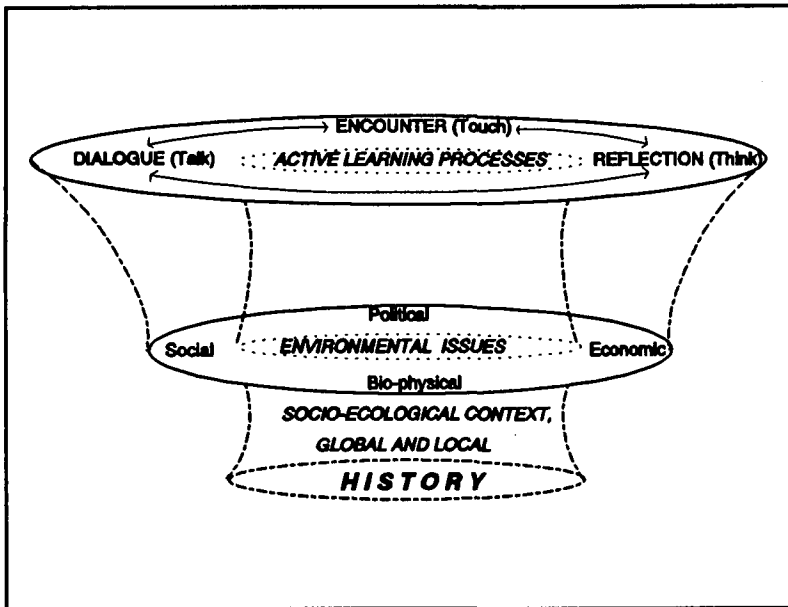 ENCOUNTER (Touch)
DIALOGUE (Talk) ACTIVE LEARNING PROCESSES REFLECTION (Think)
Political
Social ENVIRONMENTAL ISSUES Economic
Bio-physical
SOCIO-ECOLOGICAL CONTEXT,
GLOBAL AND LOCAL
HISTORY